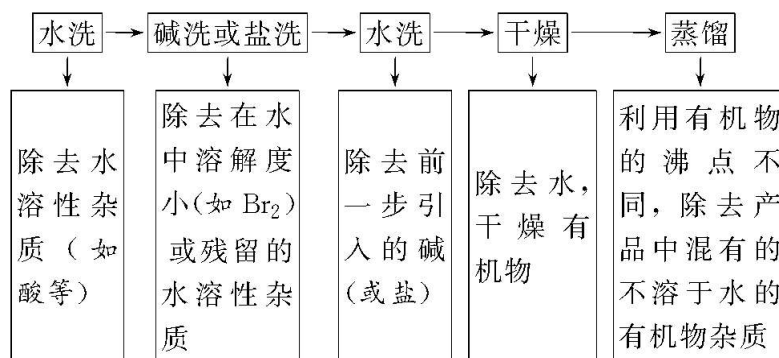 水洗 → 碱洗或盐洗 → 水洗 → 干燥 → 蒸馏
除去水
溶性杂
质(如
酸等)
除去在水
中溶解度
小(如 Br₂)
或残留的
水溶性杂
质
除去前
一步引
入的碱
(或盐)
除去水,
干燥有
机物
利用有机物
的沸点不
同,除去产
品中混有的
不溶于水的
有机物杂质